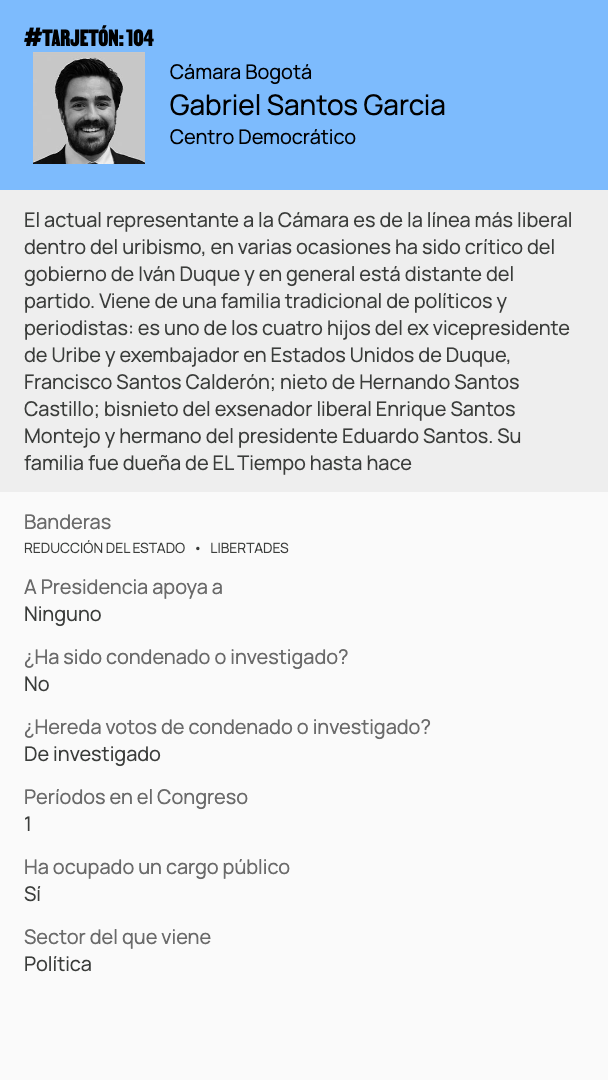 #TARJETÓN: 104
Cámara Bogotá
Gabriel Santos Garcia
Centro Democrático
El actual representante a la Cámara es de la línea más liberal
dentro del uribismo, en varias ocasiones ha sido crítico del
gobierno de Iván Duque y en general está distante del
partido. Viene de una familia tradicional de políticos y
periodistas: es uno de los cuatro hijos del ex vicepresidente
de Uribe y exembajador en Estados Unidos de Duque,
Francisco Santos Calderón; nieto de Hernando Santos
Castillo; bisnieto del exsenador liberal Enrique Santos
Montejo y hermano del presidente Eduardo Santos. Su
familia fue dueña de EL Tiempo hasta hace
Banderas
REDUCCIÓN DEL ESTADO • LIBERTADES
A Presidencia apoya a
Ninguno
¿Ha sido condenado o investigado?
No
¿Hereda votos de condenado o investigado?
De investigado
Períodos en el Congreso
1
Ha ocupado un cargo público
Sí
Sector del que viene
Política